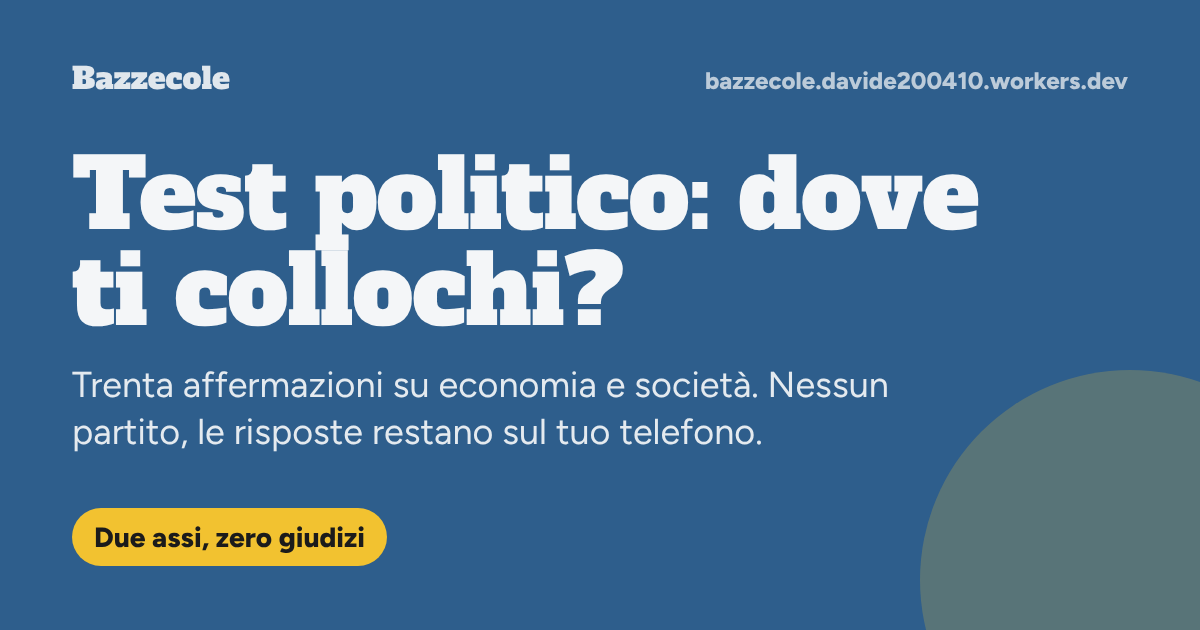 Bazzecole
bazzecole.davide200410.workers.dev
Test politico: dove
ti collochi?
Trenta affermazioni su economia e società. Nessun
partito, le risposte restano sul tuo telefono.
Due assi, zero giudizi